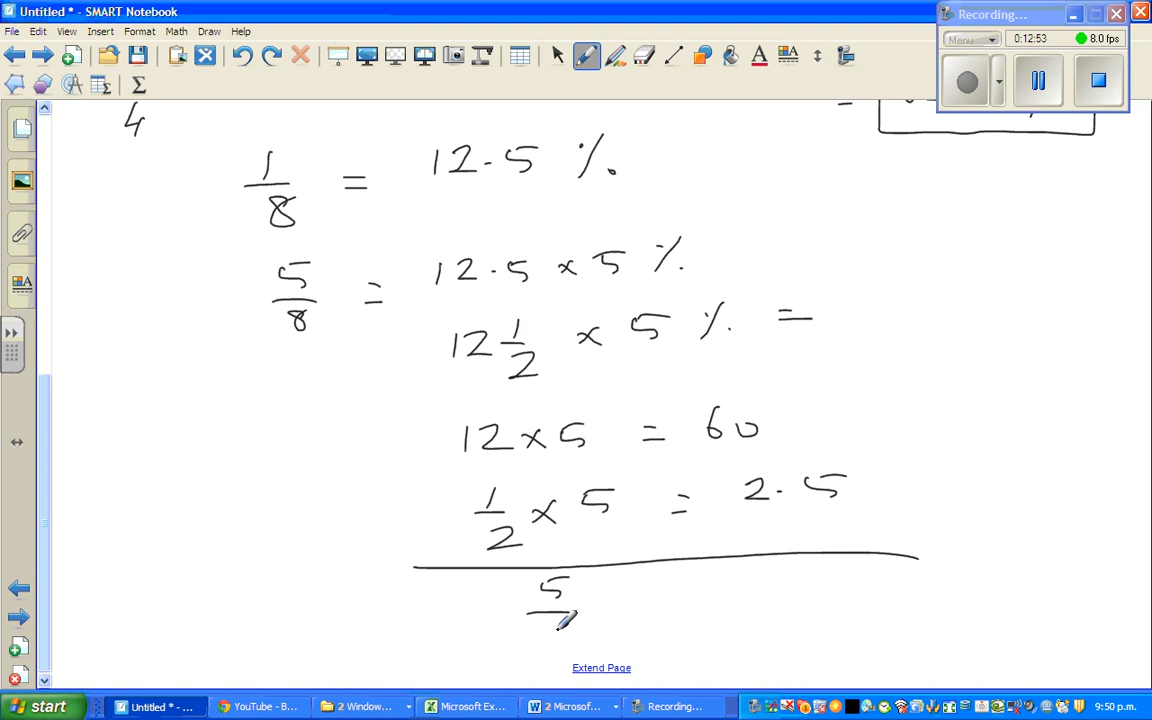 Untitled * - SMART Notebook
Recording...
File Edit View Insert Format Math Draw Help
Menu 0:12:53 8.0 fps
4
=
1/8 = 12.5 %
5/8 = 12.5 x 5 %
12 1/2 x 5 % =
12 x 5 = 60
1/2 x 5 = 2.5
5
Extend Page
start Untitled * - ... YouTube - B... 2 Window... Microsoft Ex... 2 Microsof... Recording... 9:50 p.m.